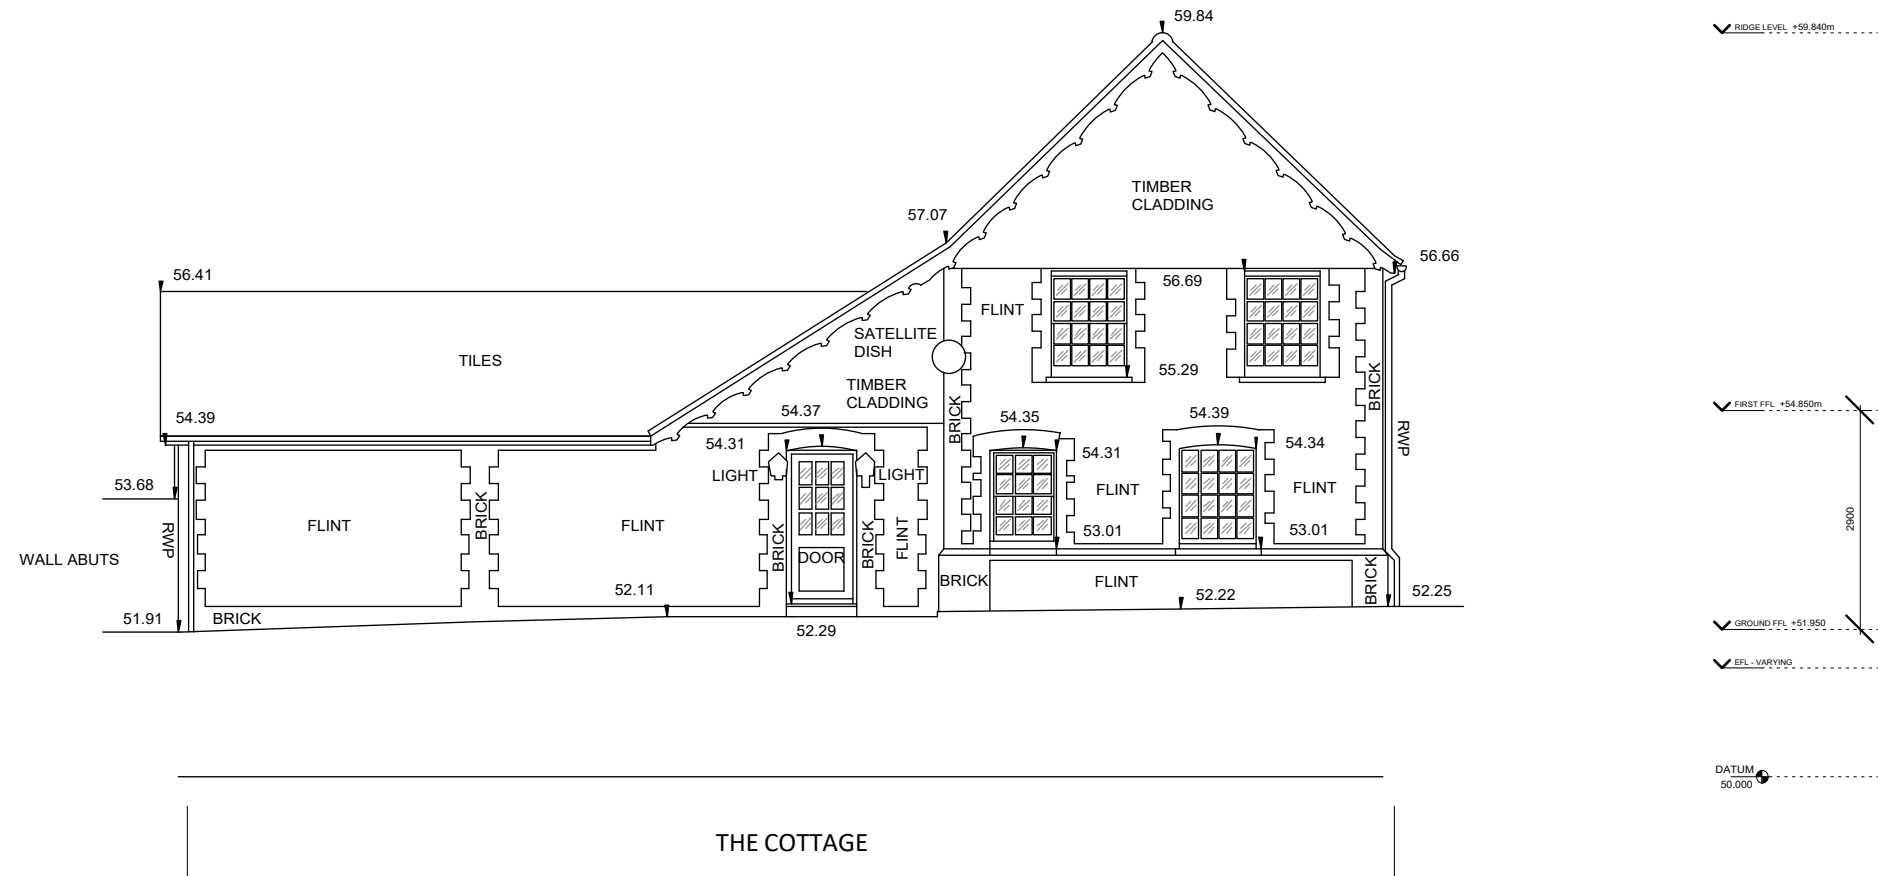 59.84
RIDGE LEVEL +59.840m
TIMBER
CLADDING
57.07
56.66
56.41
56.69
FLINT
SATELLITE
DISH
TILES
55.29
BRICK
TIMBER
CLADDING
FIRST FFL +54.850m
54.39
54.37
54.35
54.39
BRICK
54.31
54.31
54.34
RWP
LIGHT
LIGHT
53.68
FLINT
FLINT
BRICK
FLINT
FLINT
2900
RWP
53.01
53.01
BRICK
BRICK
FLINT
WALL ABUTS
DOOR
BRICK
FLINT
BRICK
52.11
52.22
52.25
51.91
BRICK
52.29
GROUND FFL +51.950
EFL - VARYING
DATUM
50.000
THE COTTAGE